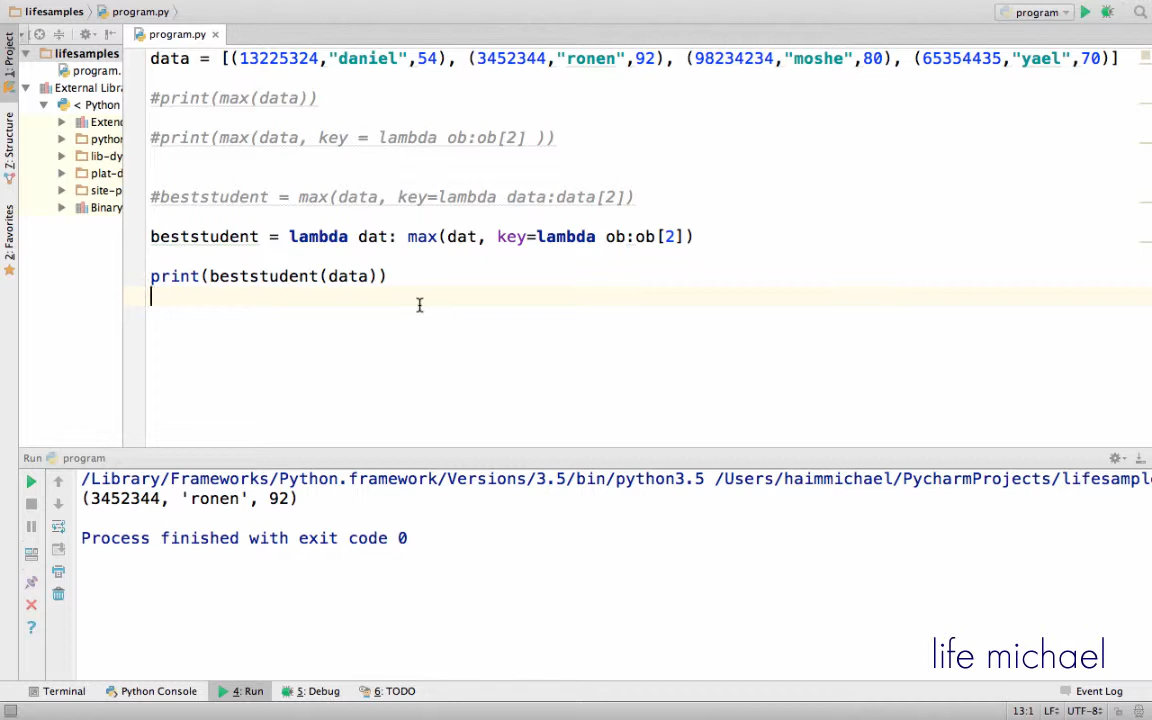 lifesamples program.py
program
program.py
1: Project
Z: Structure
2: Favorites
lifesamples
program.
External Libra
< Python
Extend
python
lib-dy
plat-d
site-p
Binary
data = [(13225324,"daniel",54), (3452344,"ronen",92), (98234234,"moshe",80), (65354435,"yael",70)]
#print(max(data))
#print(max(data, key = lambda ob:ob[2] ))
#beststudent = max(data, key=lambda data:data[2])
beststudent = lambda dat: max(dat, key=lambda ob:ob[2])
print(beststudent(data))
Run program
/Library/Frameworks/Python.framework/Versions/3.5/bin/python3.5 /Users/haimmichael/PycharmProjects/lifesample
(3452344, 'ronen', 92)
Process finished with exit code 0
life michael
Terminal Python Console 4: Run 5: Debug 6: TODO Event Log
13:1 LF÷ UTF-8÷